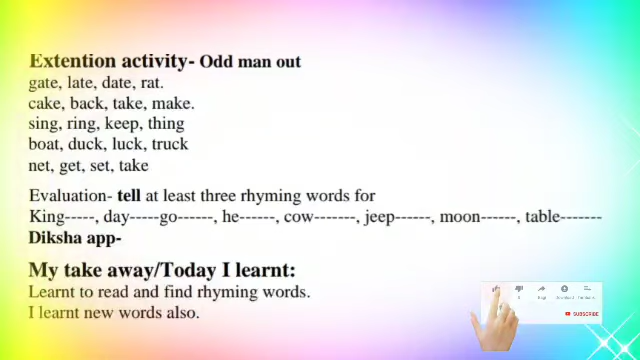 Extention activity- Odd man out
gate, late, date, rat.
cake, back, take, make.
sing, ring, keep, thing
boat, duck, luck, truck
net, get, set, take
Evaluation- tell at least three rhyming words for
King-----, day-----go------, he------, cow-------, jeep------, moon------, table-------
Diksha app-
My take away/Today I learnt:
Learnt to read and find rhyming words.
I learnt new words also.
SUBSCRIBE